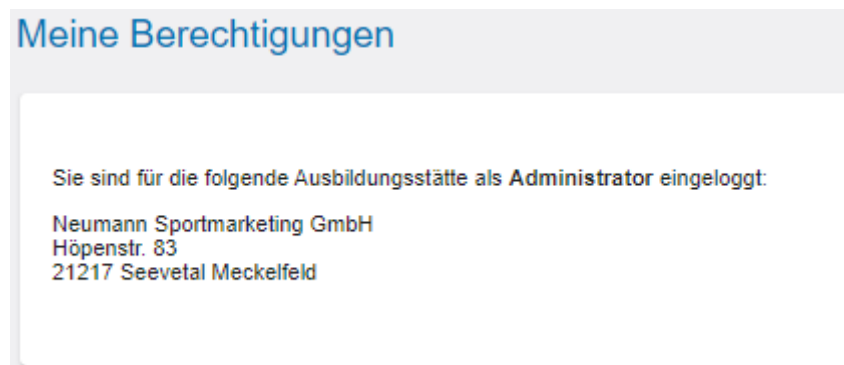 Meine Berechtigungen
Sie sind für die folgende Ausbildungsstätte als Administrator eingeloggt:
Neumann Sportmarketing GmbH
Höpenstr. 83
21217 Seevetal Meckelfeld